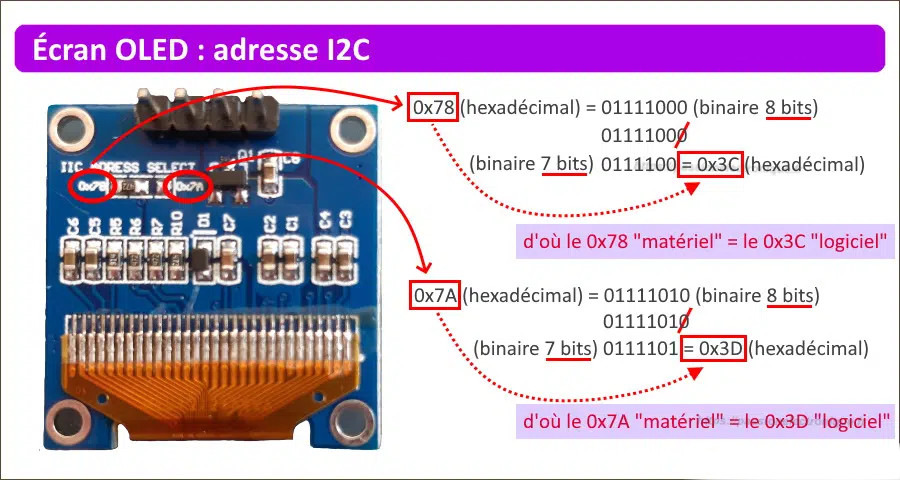 Écran OLED : adresse I2C
0x78 (hexadécimal) = 01111000 (binaire 8 bits)
01111000
(binaire 7 bits) 0111100 = 0x3C (hexadécimal)
d'où le 0x78 "matériel" = le 0x3C "logiciel"
0x7A (hexadécimal) = 01111010 (binaire 8 bits)
01111010
(binaire 7 bits) 0111101 = 0x3D (hexadécimal)
d'où le 0x7A "matériel" = le 0x3D "logiciel"
Q1 C9
IIC ADRESS SELECT
0x78 472 0x7A
C6 C5 R5 R6 R7 R10 D1 C7 C2 C1 C4 C3